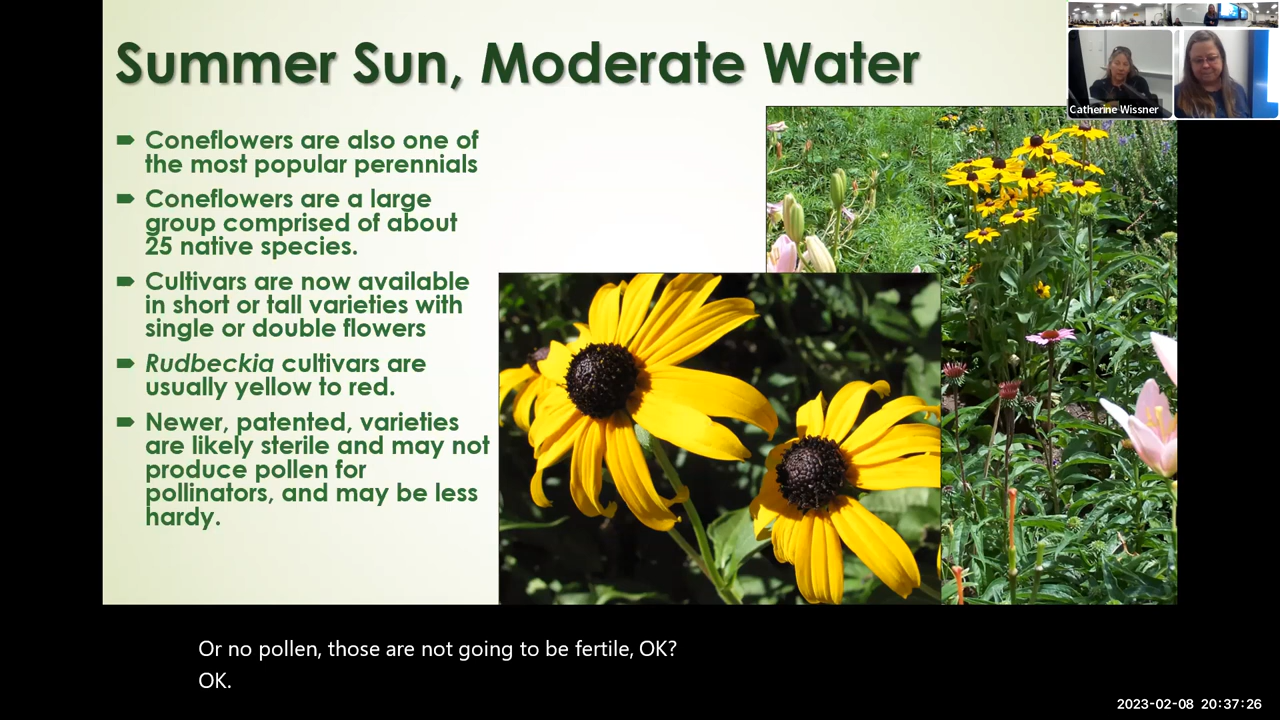 Summer Sun, Moderate Water
Coneflowers are also one of
the most popular perennials
Coneflowers are a large
group comprised of about
25 native species.
Cultivars are now available
in short or tall varieties with
single or double flowers
Rudbeckia cultivars are
usually yellow to red.
Newer, patented, varieties
are likely sterile and may not
produce pollen for
pollinators, and may be less
hardy.
Catherine Wissner
Or no pollen, those are not going to be fertile, OK?
OK.
2023-02-08 20:37:26